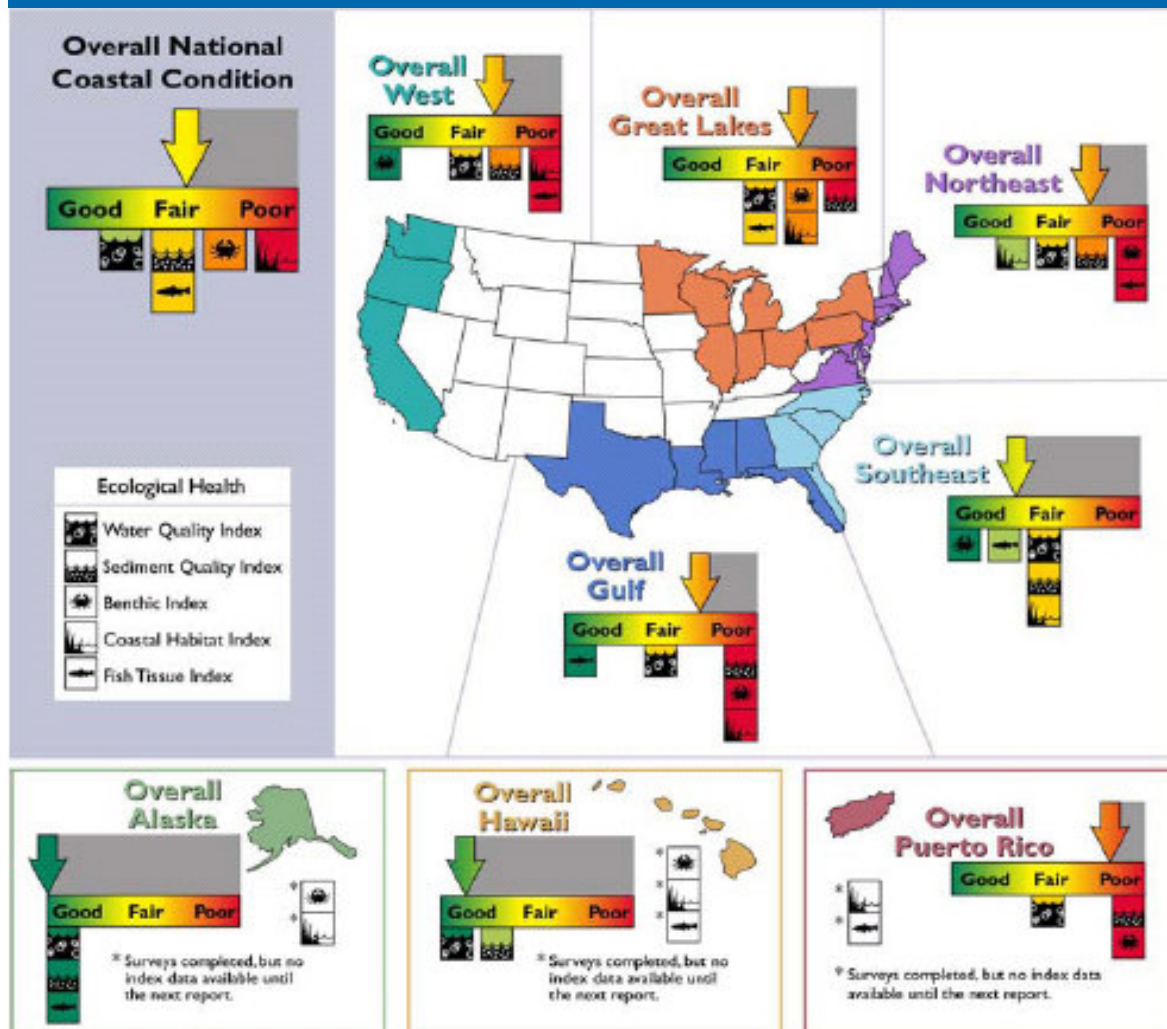 Overall National
Coastal Condition
Good Fair Poor
Ecological Health
Water Quality Index
Sediment Quality Index
Benthic Index
Coastal Habitat Index
Fish Tissue Index
Overall
West
Good Fair Poor
Overall
Great Lakes
Good Fair Poor
Overall
Northeast
Good Fair Poor
Overall
Southeast
Good Fair Poor
Overall
Gulf
Good Fair Poor
Overall
Alaska
Good Fair Poor
*
*
* Surveys completed, but no
index data available until
the next report.
Overall
Hawaii
Good Fair Poor
*
*
*
* Surveys completed, but no
index data available until
the next report.
Overall
Puerto Rico
Good Fair Poor
*
*
* Surveys completed, but no index data
available until the next report.